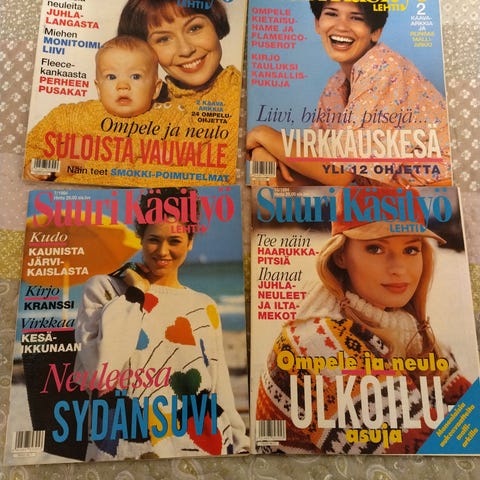 neuleita
JUHLA-
LANGASTA
Miehen
MONITOIMI-
LIIVI
Fleece-
kankaasta
PERHEEN
PUSAKAT
LEHTI
2 KAAVA-
ARKKIA
24 OMPELU-
OHJETTA
Ompele ja neulo
SULOISTA VAUVALLE
Näin teet SMOKKI-POIMUTELMAT
OMPELE
KIETAISU-
HAME JA
FLAMENCO-
PUSEROT
KIRJO
TAULUKSI
KANSALLIS-
PUKUJA
LEHTI
2
KAAVA-
ARKKIA
Liivi, bikinit, pitsejä...
VIRKKAUSKESÄ
YLI 12 OHJETTA
Suuri Käsityö
LEHTI
Kudo
KAUNISTA
JÄRVI-
KAISLASTA
Kirjo
KRANSSI
Virkkaa
KESÄ-
IKKUNAAN
Neuleessa
SYDÄNSUVI
10/1994
Suuri Käsityö
LEHTI
Tee näin
HAARUKKA-
PITSIÄ
Ihanat
JUHLA-
NEULEET
JA ILTA-
MEKOT
Ompele ja neulo
ULKOILU-
asuja